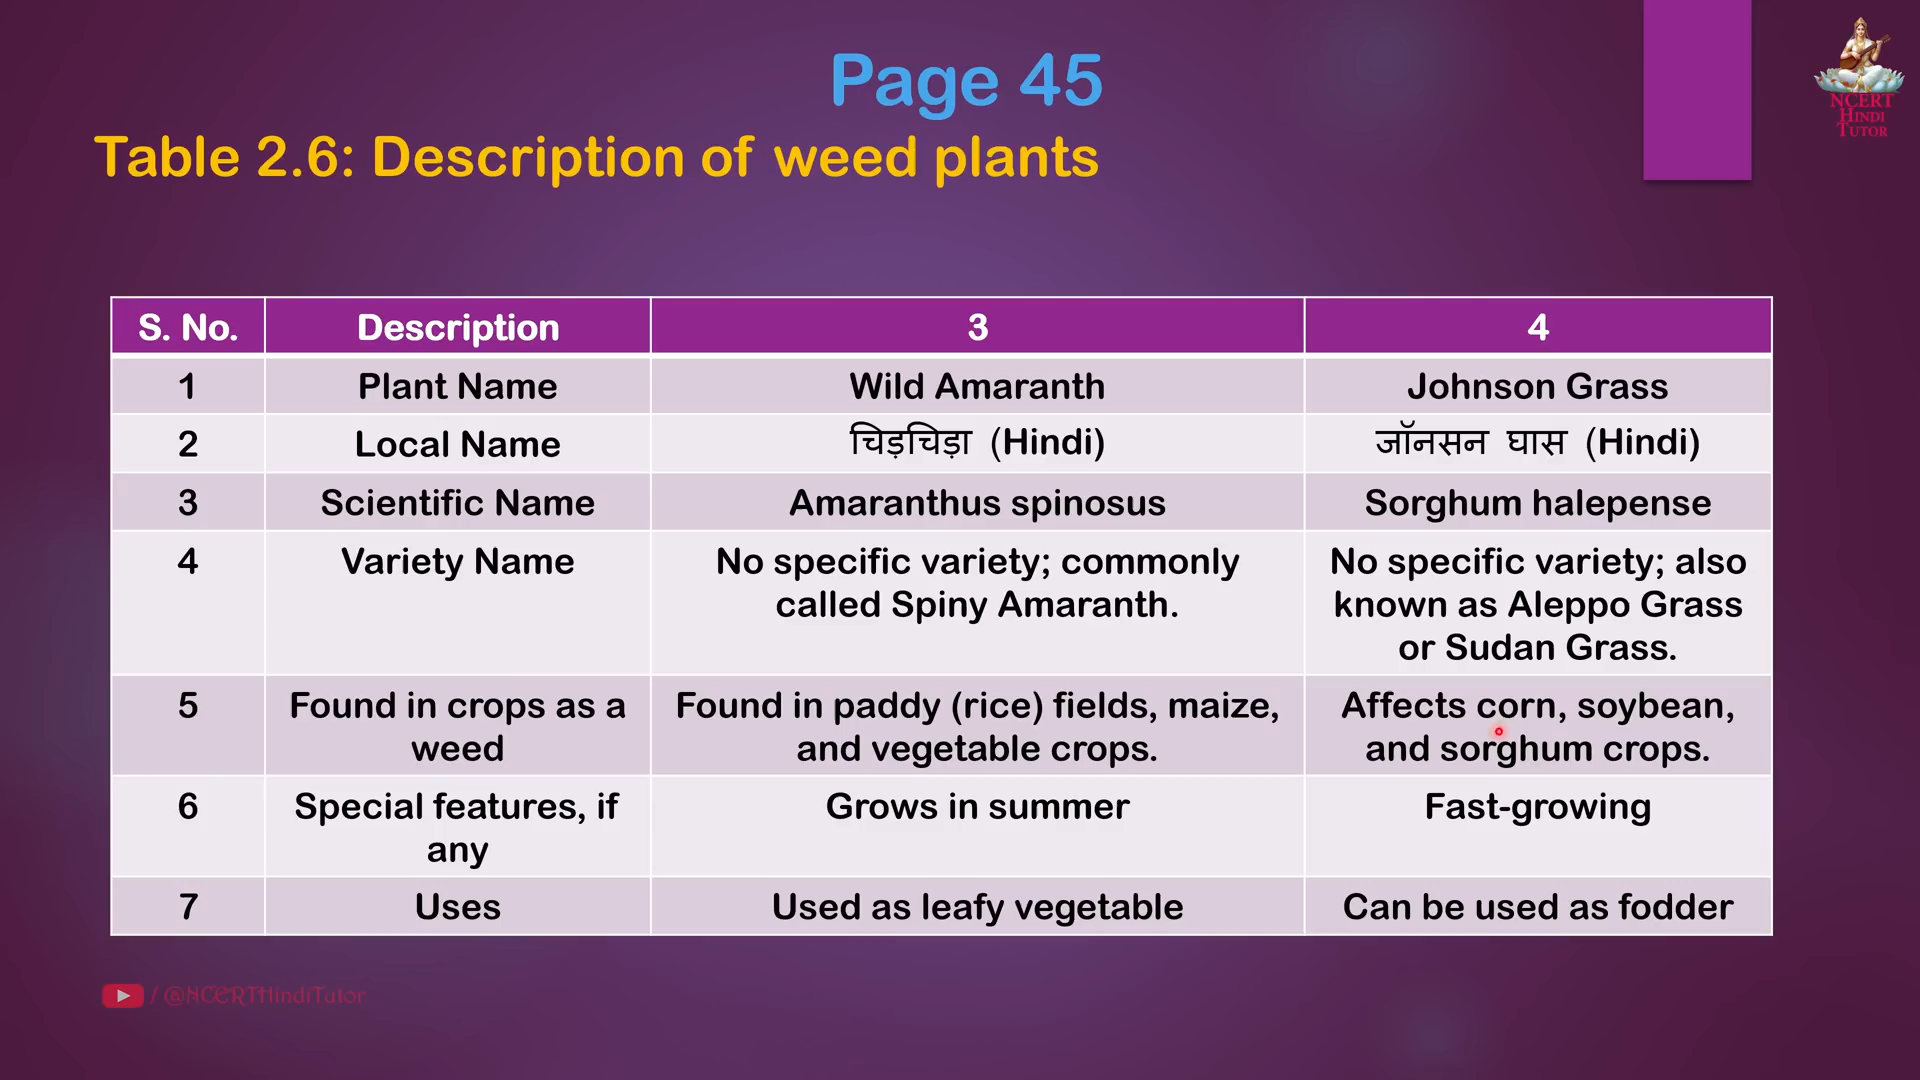 Page 45
NCERT
HINDI
TUTOR
Table 2.6: Description of weed plants
S. No. Description 3 4
1 Plant Name Wild Amaranth Johnson Grass
2 Local Name चिड़चिड़ा (Hindi) जॉनसन घास (Hindi)
3 Scientific Name Amaranthus spinosus Sorghum halepense
4 Variety Name No specific variety; commonly No specific variety; also
called Spiny Amaranth. known as Aleppo Grass
or Sudan Grass.
5 Found in crops as a Found in paddy (rice) fields, maize, Affects corn, soybean,
weed and vegetable crops. and sorghum crops.
6 Special features, if Grows in summer Fast-growing
any
7 Uses Used as leafy vegetable Can be used as fodder
/ @NCERTHindiTutor